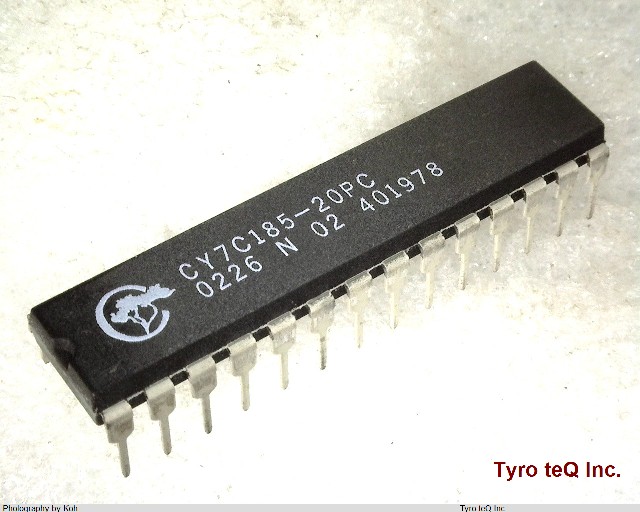 CY7C185-20PC
0226 N 02 401978
Tyro teQ Inc.
Photography by Koh
Tyro teQ Inc